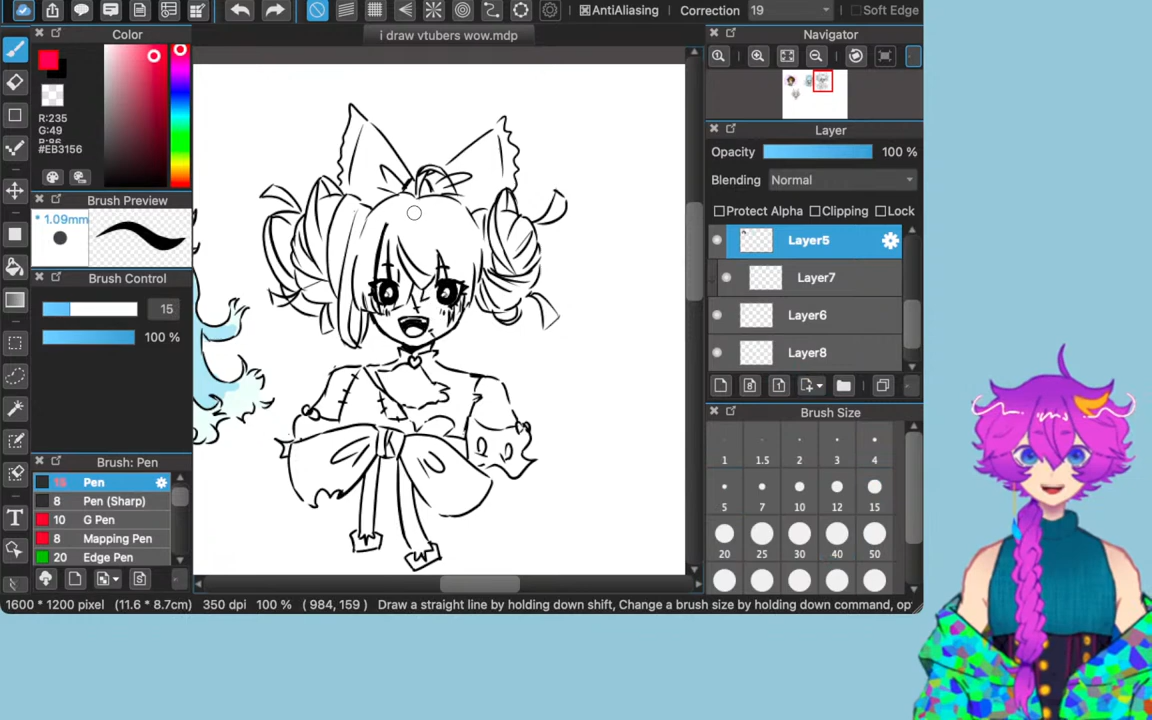 AntiAliasing Correction 19 Soft Edge
i draw vtubers wow.mdp
Color
R:235
G:49
B:86
#EB3156
Brush Preview
* 1.09mm
Brush Control
15
100 %
Brush: Pen
15 Pen
8 Pen (Sharp)
10 G Pen
8 Mapping Pen
20 Edge Pen
T
Navigator
Layer
Opacity 100 %
Blending Normal
Protect Alpha Clipping Lock
Layer5
Layer7
Layer6
Layer8
Brush Size
1 1.5 2 3 4
5 7 10 12 15
20 25 30 40 50
1600 * 1200 pixel (11.6 * 8.7cm) 350 dpi 100 % ( 984, 159 ) Draw a straight line by holding down shift, Change a brush size by holding down command, op